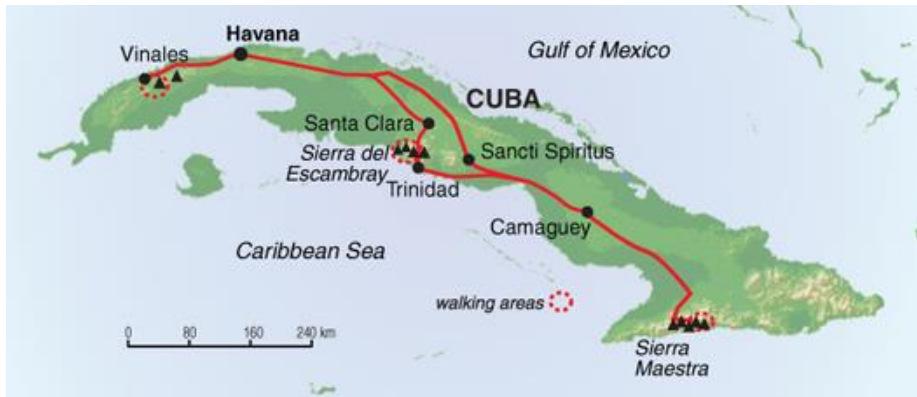 Vinales
Havana
Gulf of Mexico
CUBA
Santa Clara
Sierra del
Escambray
Sancti Spiritus
Trinidad
Camaguey
Caribbean Sea
walking areas
0 80 160 240 km
Sierra
Maestra